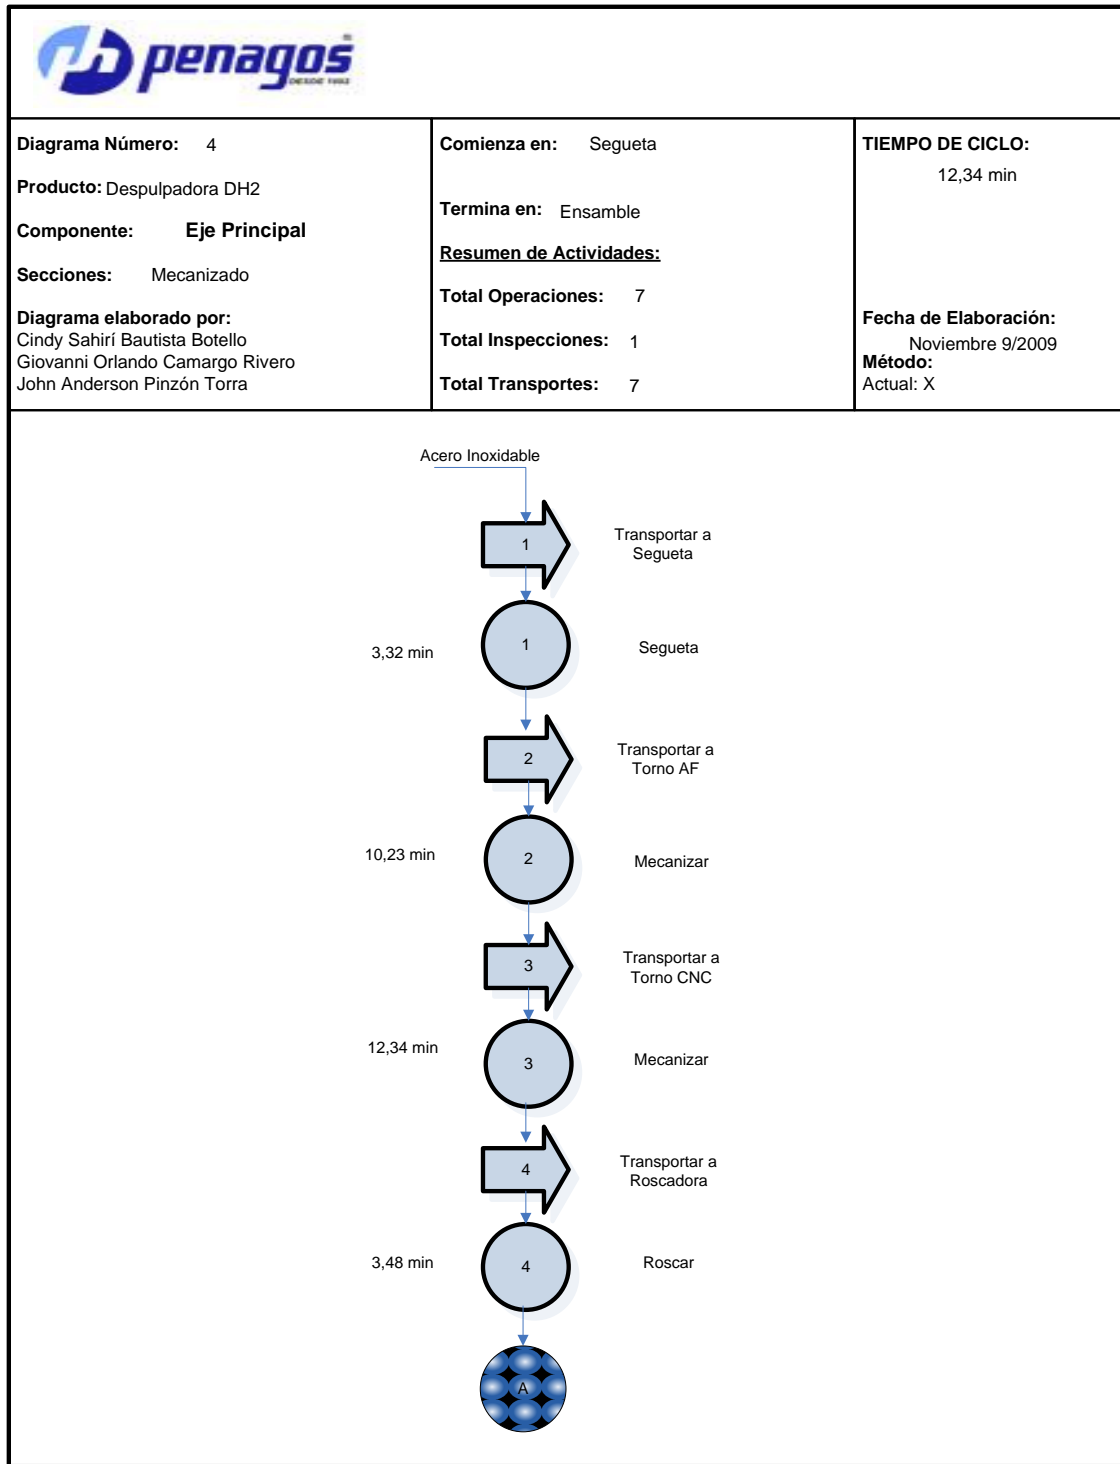 penagos
DESDE 1892
Diagrama Número: 4
Producto: Despulpadora DH2
Componente: Eje Principal
Secciones: Mecanizado
Diagrama elaborado por:
Cindy Sahirí Bautista Botello
Giovanni Orlando Camargo Rivero
John Anderson Pinzón Torra
Comienza en: Segueta
Termina en: Ensamble
Resumen de Actividades:
Total Operaciones: 7
Total Inspecciones: 1
Total Transportes: 7
TIEMPO DE CICLO:
12,34 min
Fecha de Elaboración:
Noviembre 9/2009
Método:
Actual: X
Acero Inoxidable
1
Transportar a
Segueta
3,32 min
1
Segueta
2
Transportar a
Torno AF
10,23 min
2
Mecanizar
3
Transportar a
Torno CNC
12,34 min
3
Mecanizar
4
Transportar a
Roscadora
3,48 min
4
Roscar
A